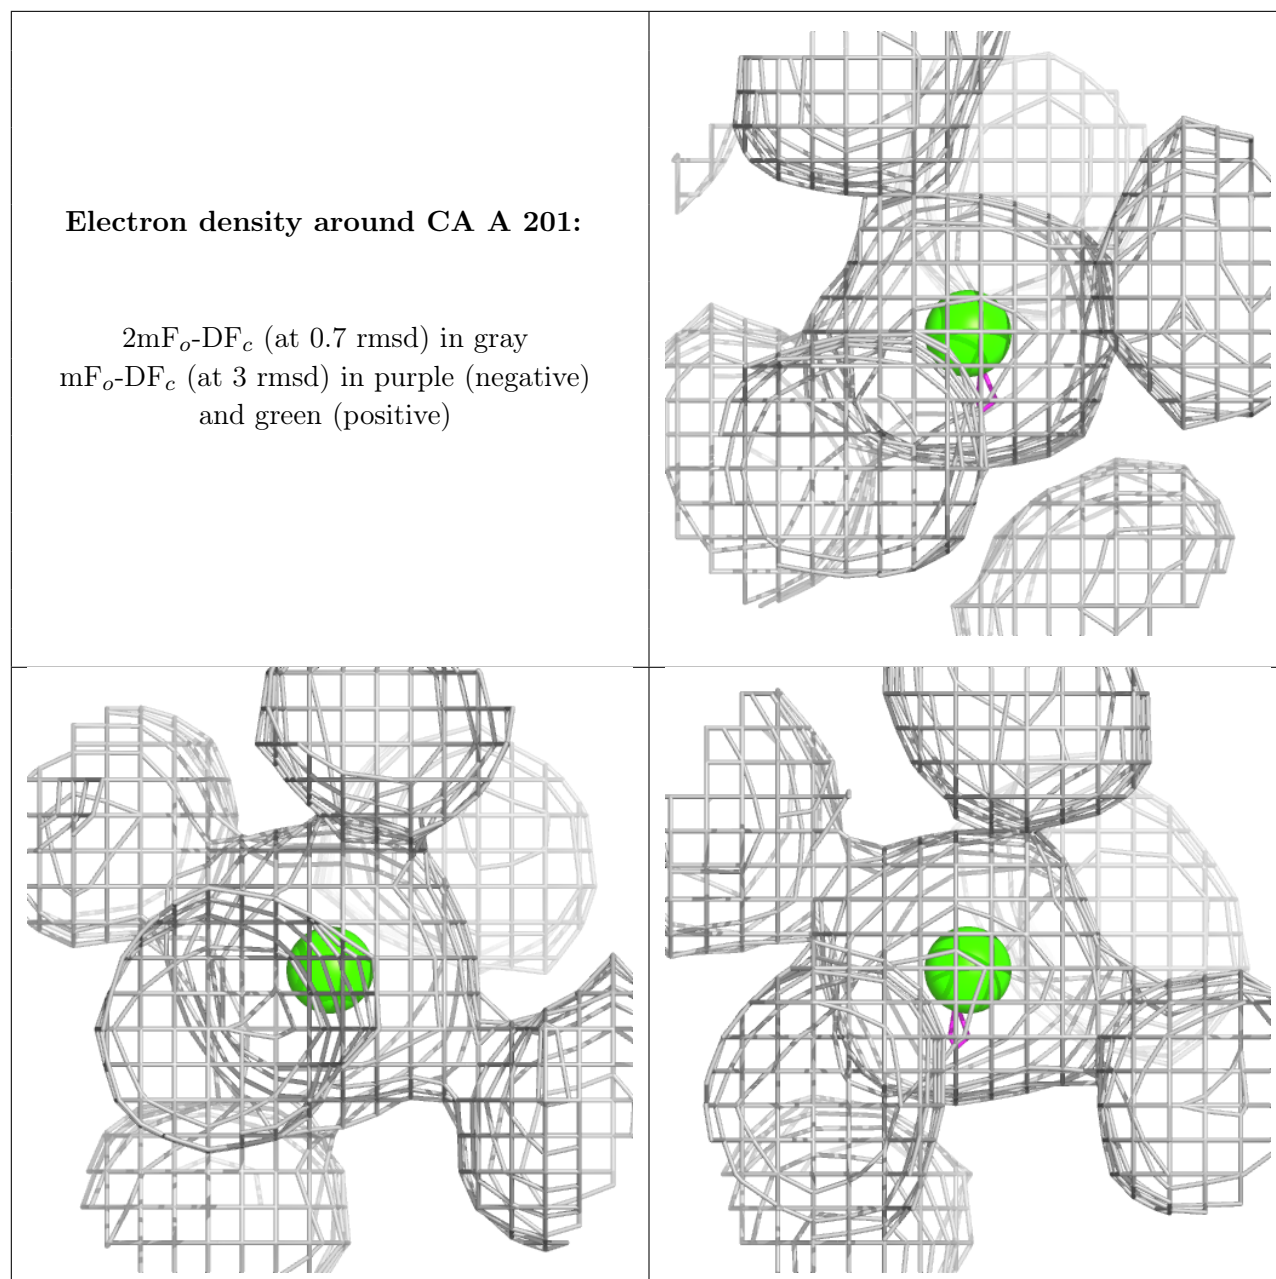 Electron density around CA A 201:
2mFo-DFc (at 0.7 rmsd) in gray
mFo-DFc (at 3 rmsd) in purple (negative)
and green (positive)